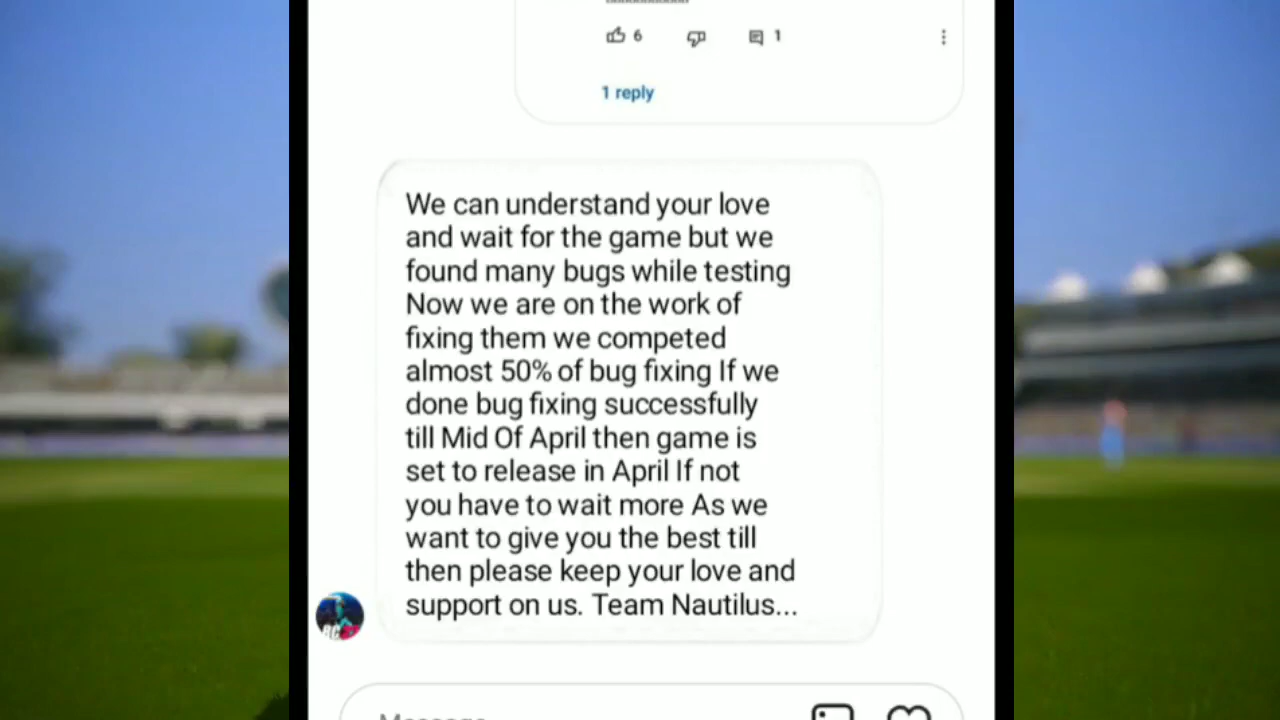 6
1
1 reply
We can understand your love
and wait for the game but we
found many bugs while testing
Now we are on the work of
fixing them we competed
almost 50% of bug fixing If we
done bug fixing successfully
till Mid Of April then game is
set to release in April If not
you have to wait more As we
want to give you the best till
then please keep your love and
support on us. Team Nautilus...